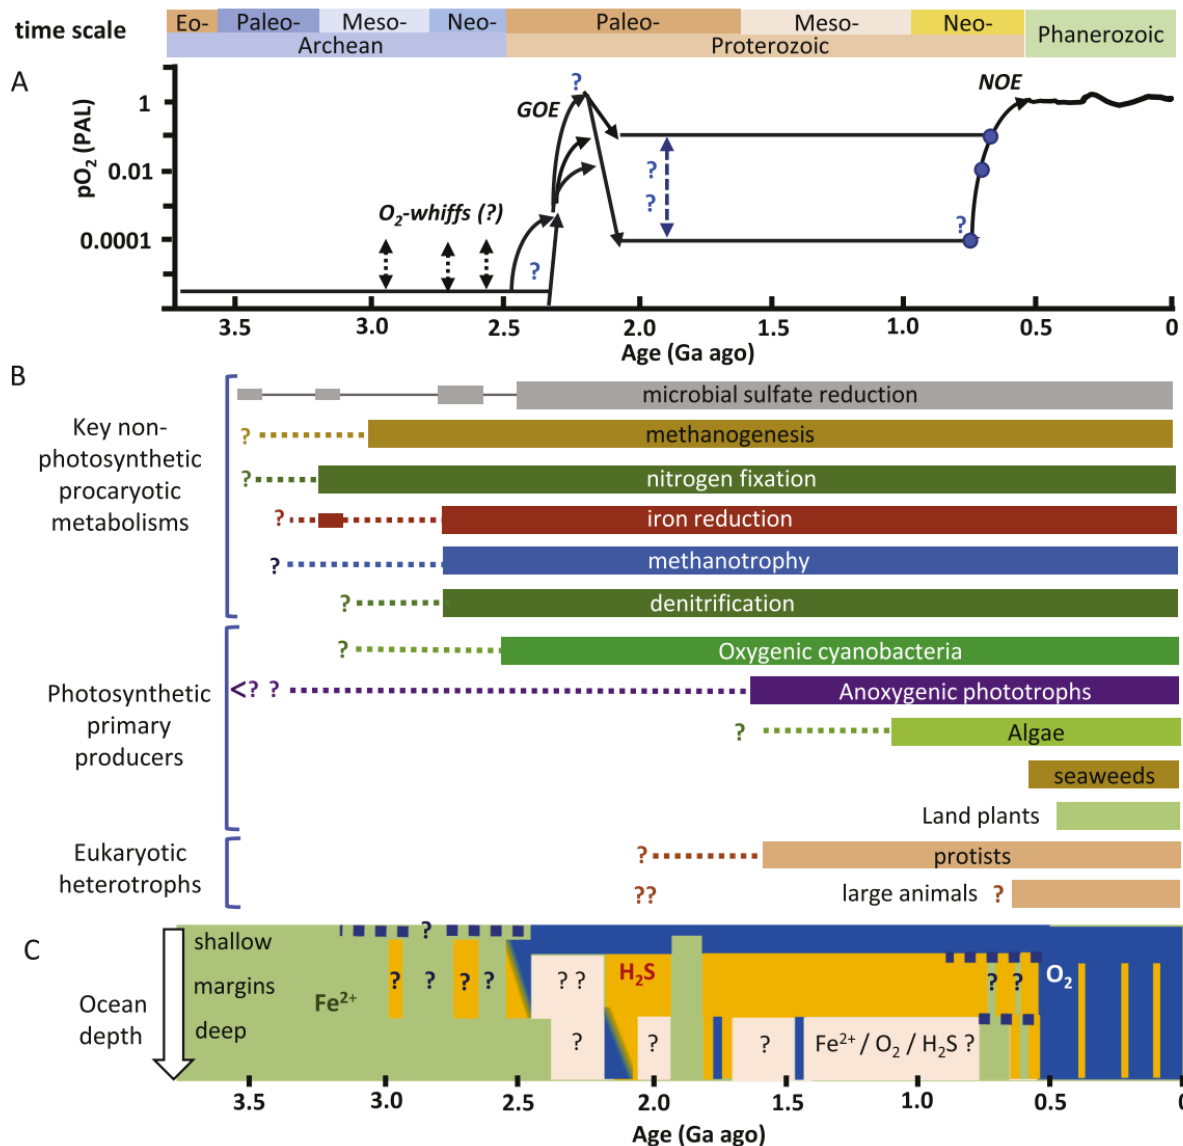 time scale
Eo-
Paleo-
Meso-
Neo-
Paleo-
Meso-
Neo-
Phanerozoic
Archean
Proterozoic
A
pO2 (PAL)
1
0.01
0.0001
O2-whiffs (?)
GOE
?
?
?
?
?
NOE
3.5
3.0
2.5
2.0
1.5
1.0
0.5
0
Age (Ga ago)
B
Key non-
photosynthetic
procaryotic
metabolisms
microbial sulfate reduction
? methanogenesis
? nitrogen fixation
? iron reduction
? methanotrophy
? denitrification
Photosynthetic
primary
producers
? Oxygenic cyanobacteria
<? ? Anoxygenic phototrophs
? Algae
seaweeds
Land plants
Eukaryotic
heterotrophs
? protists
?? large animals ?
C
Ocean
depth
shallow
margins
deep
Fe2+
?
? ? ? ?
? ?
?
H2S
?
?
Fe2+ / O2 / H2S ?
? ?
O2
3.5
3.0
2.5
2.0
1.5
1.0
0.5
0
Age (Ga ago)